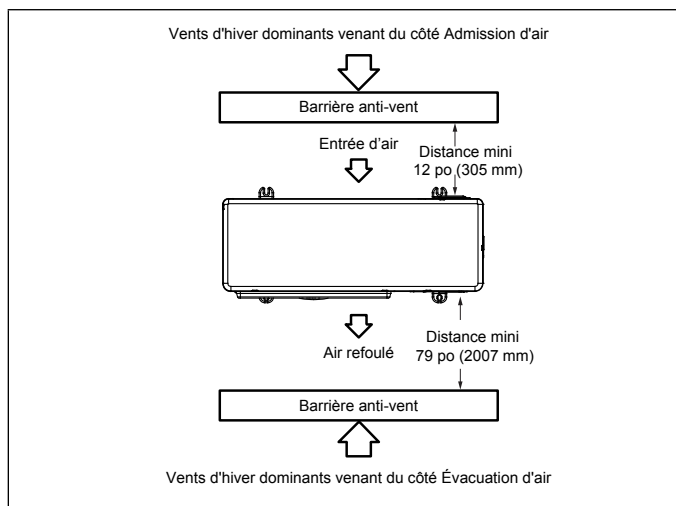 Vents d'hiver dominants venant du côté Admission d'air
Barrière anti-vent
Entrée d’air
Distance mini
12 po (305 mm)
Distance mini
79 po (2007 mm)
Air refoulé
Barrière anti-vent
Vents d'hiver dominants venant du côté Évacuation d'air